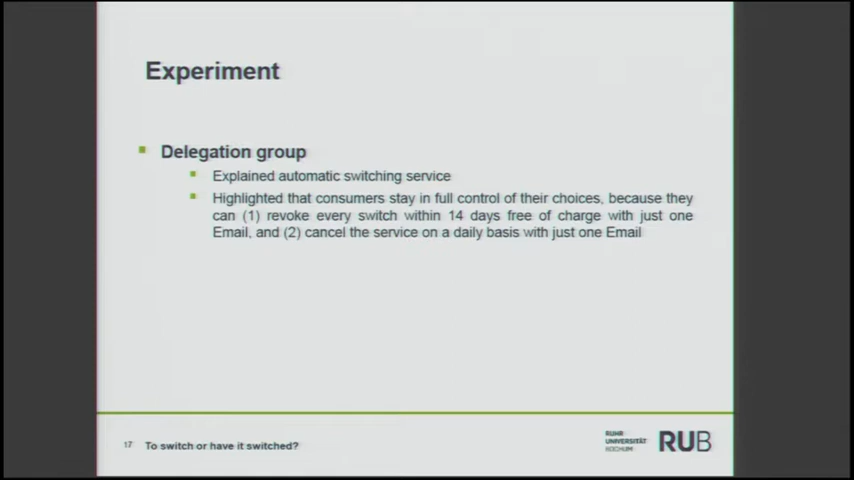 Experiment
Delegation group
Explained automatic switching service
Highlighted that consumers stay in full control of their choices, because they
can (1) revoke every switch within 14 days free of charge with just one
Email, and (2) cancel the service on a daily basis with just one Email
17 To switch or have it switched?
RUHR
UNIVERSITÄT
BOCHUM
RUB